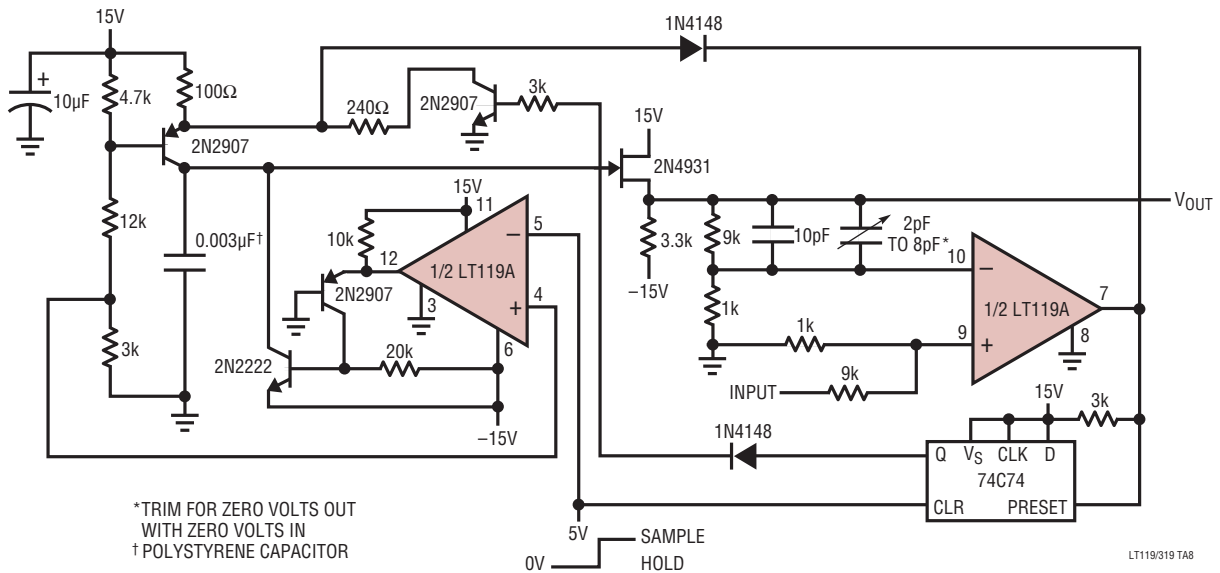 15V
1N4148
+
10µF
4.7k
100Ω
240Ω
2N2907
3k
2N2907
15V
2N4931
VOUT
12k
0.003µF†
15V
11
10k
12
1/2 LT119A
−
5
+
4
3
6
2N2907
3.3k
−15V
9k
10pF
2pF
TO 8pF*
10
−
1/2 LT119A
7
9
+
8
1k
1k
9k
INPUT
3k
2N2222
20k
−15V
15V
3k
1N4148
Q VS CLK D
74C74
CLR PRESET
*TRIM FOR ZERO VOLTS OUT
WITH ZERO VOLTS IN
† POLYSTYRENE CAPACITOR
5V
SAMPLE
0V
HOLD
LT119/319 TA8